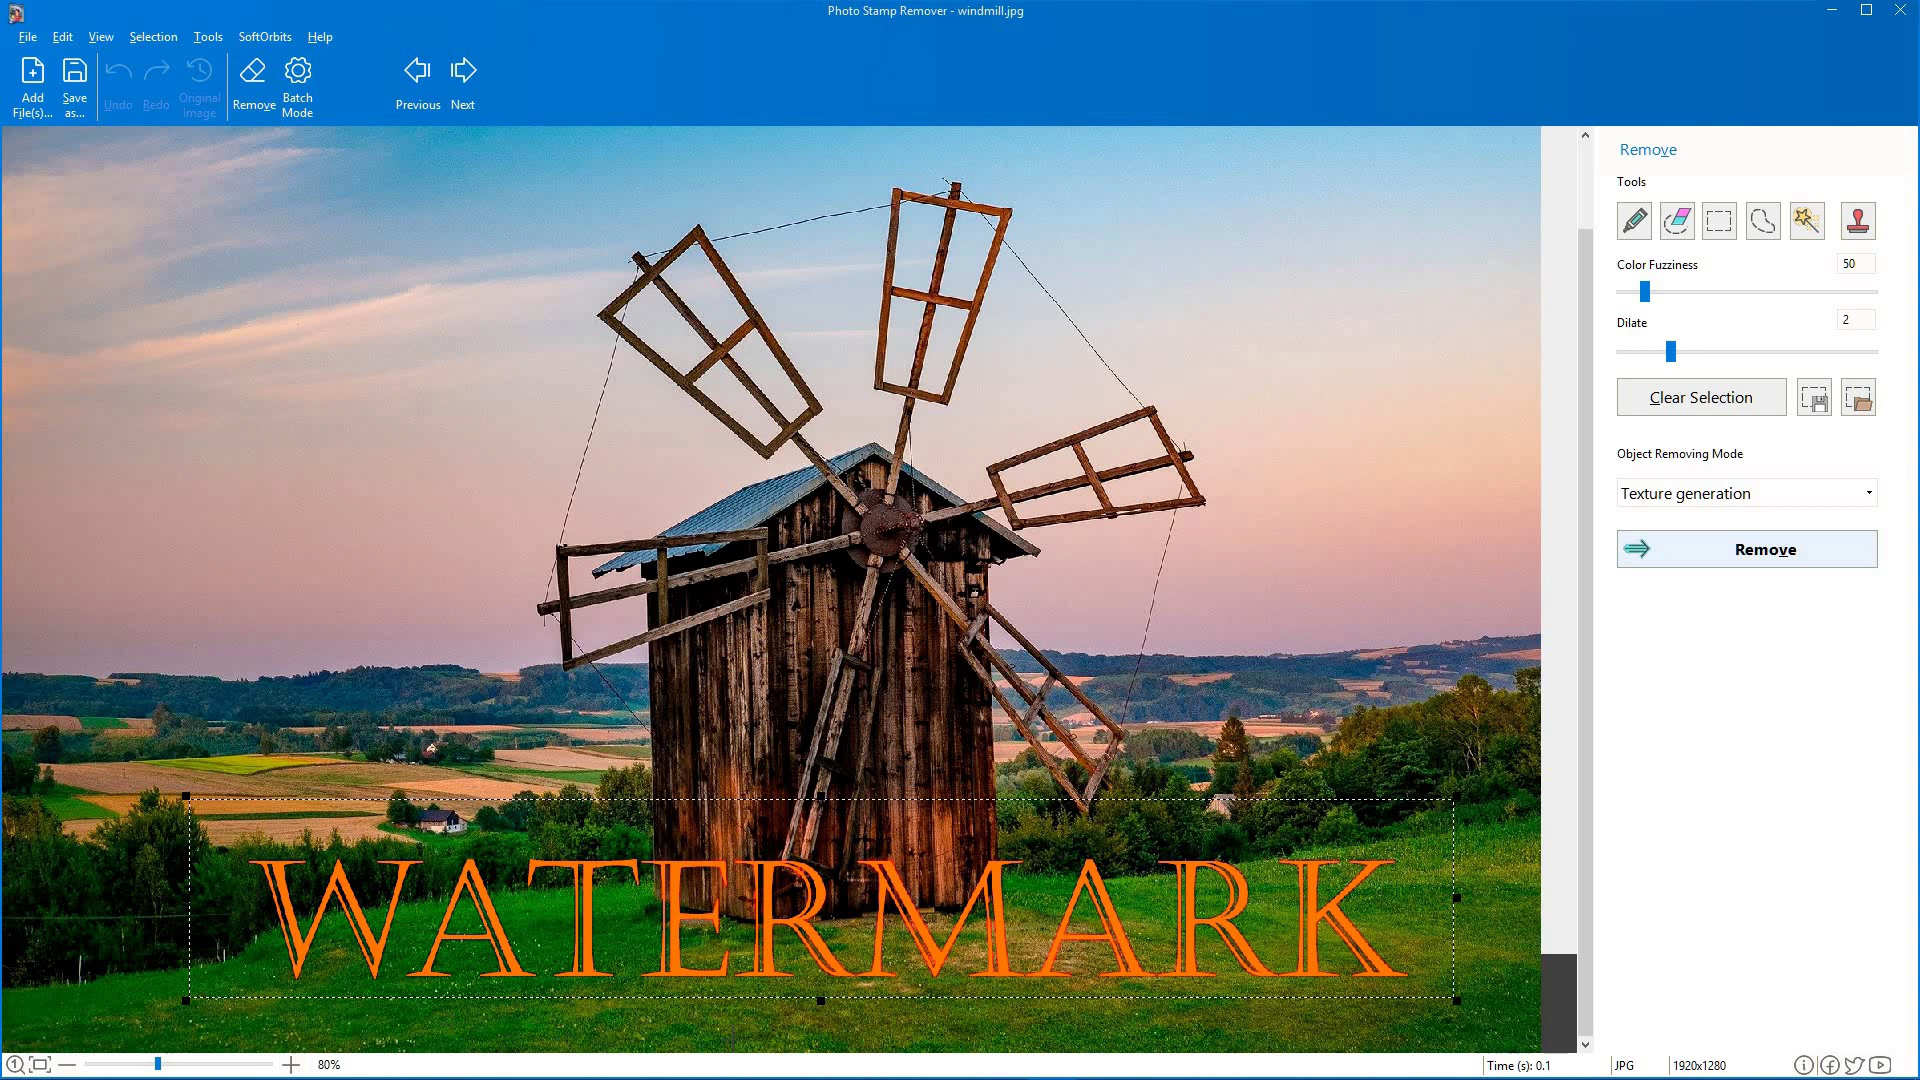 Photo Stamp Remover - windmill.jpg
File Edit View Selection Tools SoftOrbits Help
Add File(s)...
Save as...
Undo
Redo
Original Image
Remove
Batch Mode
Previous
Next
Remove
Tools
Color Fuzziness 50
Dilate 2
Clear Selection
Object Removing Mode
Texture generation
Remove
WATERMARK
1
80%
Time (s): 0.1
JPG
1920x1280